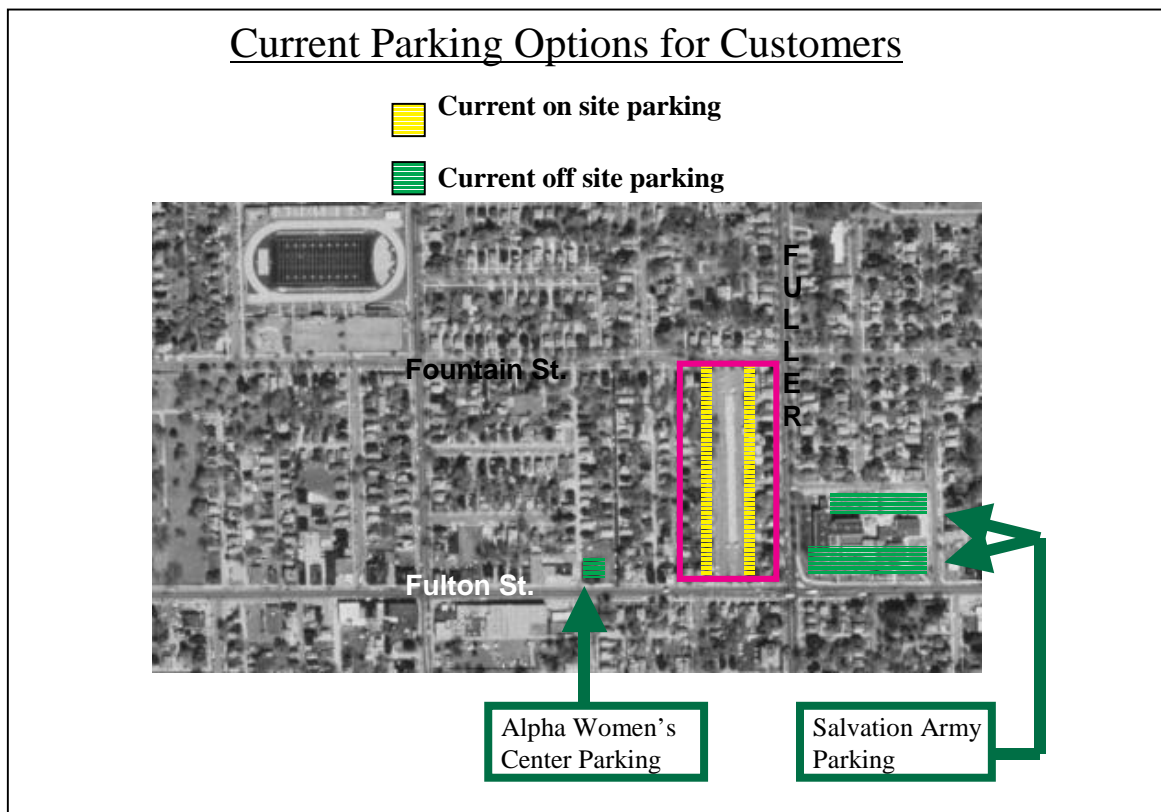 Current Parking Options for Customers
Current on site parking
Current off site parking
FULLER
Fountain St.
Fulton St.
Alpha Women’s
Center Parking
Salvation Army
Parking